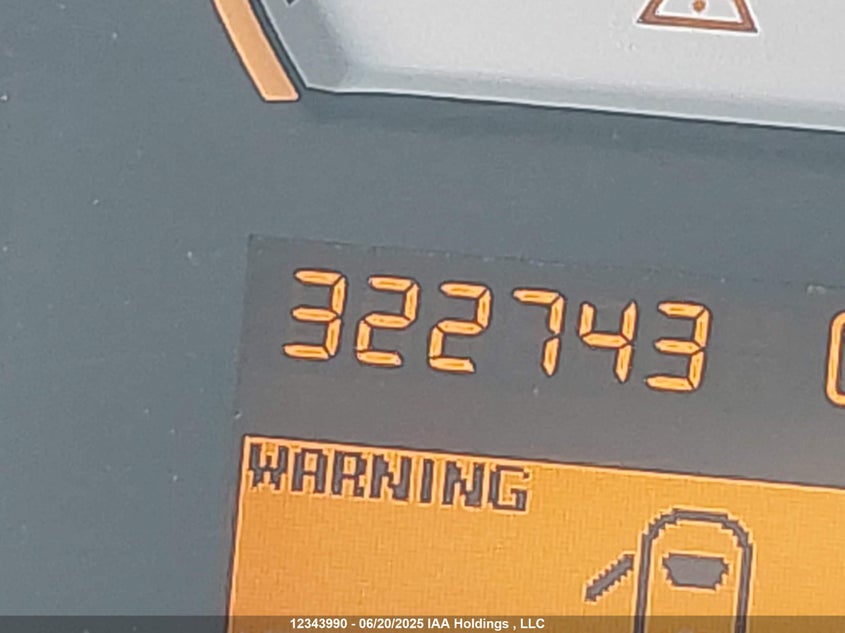 322743
WARNING
12343990 - 06/20/2025 IAA Holdings , LLC